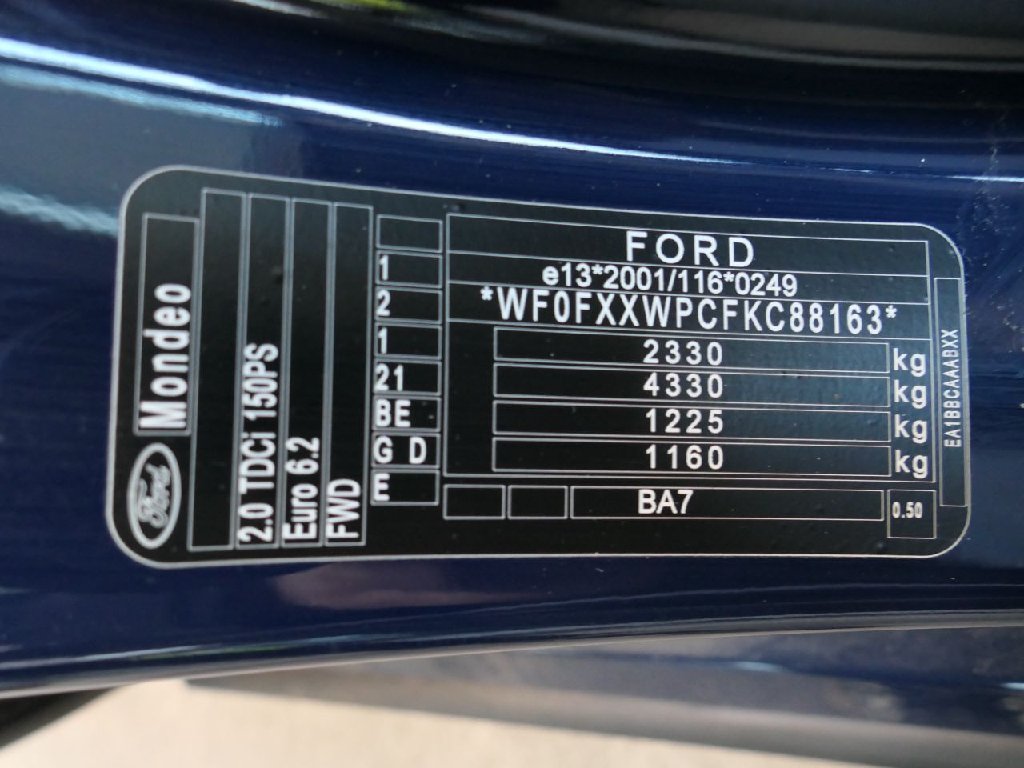 Ford
Mondeo
2.0 TDCi 150PS
Euro 6.2
FWD
1
2
1
21
BE
G D
E
FORD
e13*2001/116*0249
*WF0FXXWPCFKC88163*
2330 kg
4330 kg
1225 kg
1160 kg
BA7
0.50
EA1BBCAAABXX